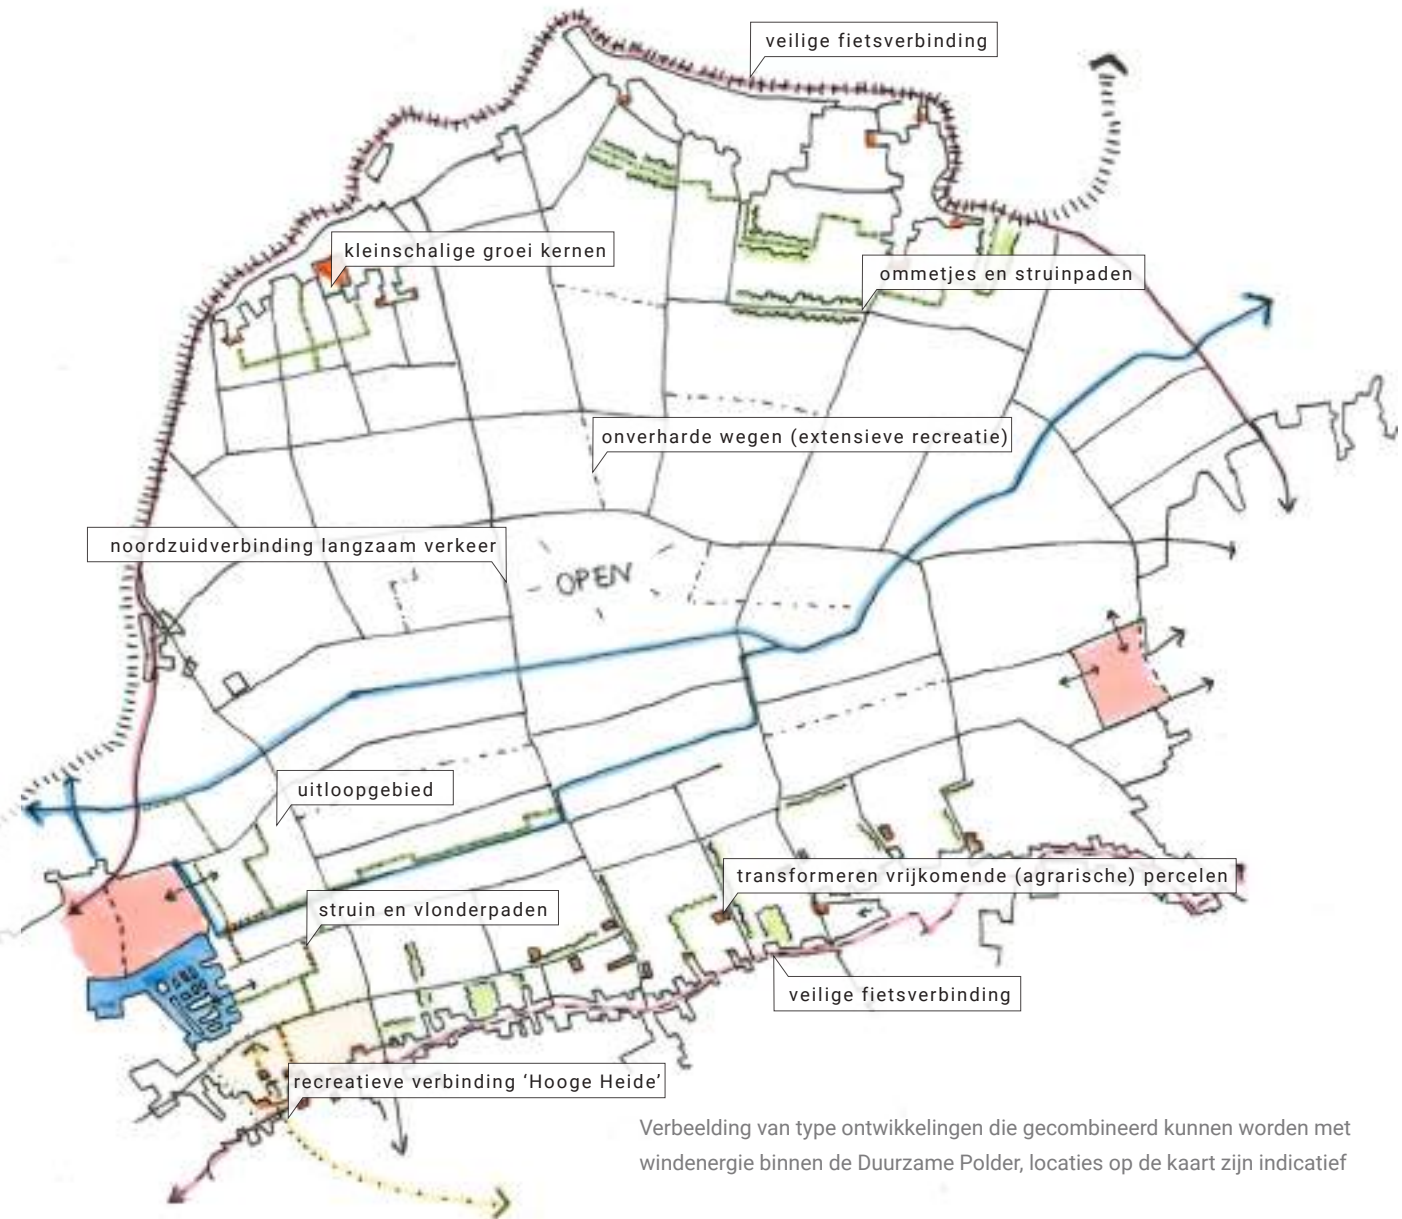 veilige fietsverbinding
kleinschalige groei kernen
ommetjes en struinpaden
onverharde wegen (extensieve recreatie)
noordzuidverbinding langzaam verkeer
OPEN
uitloopgebied
transformeren vrijkomende (agrarische) percelen
struin en vlonderpaden
veilige fietsverbinding
recreatieve verbinding ‘Hooge Heide’
Verbeelding van type ontwikkelingen die gecombineerd kunnen worden met
windenergie binnen de Duurzame Polder, locaties op de kaart zijn indicatief